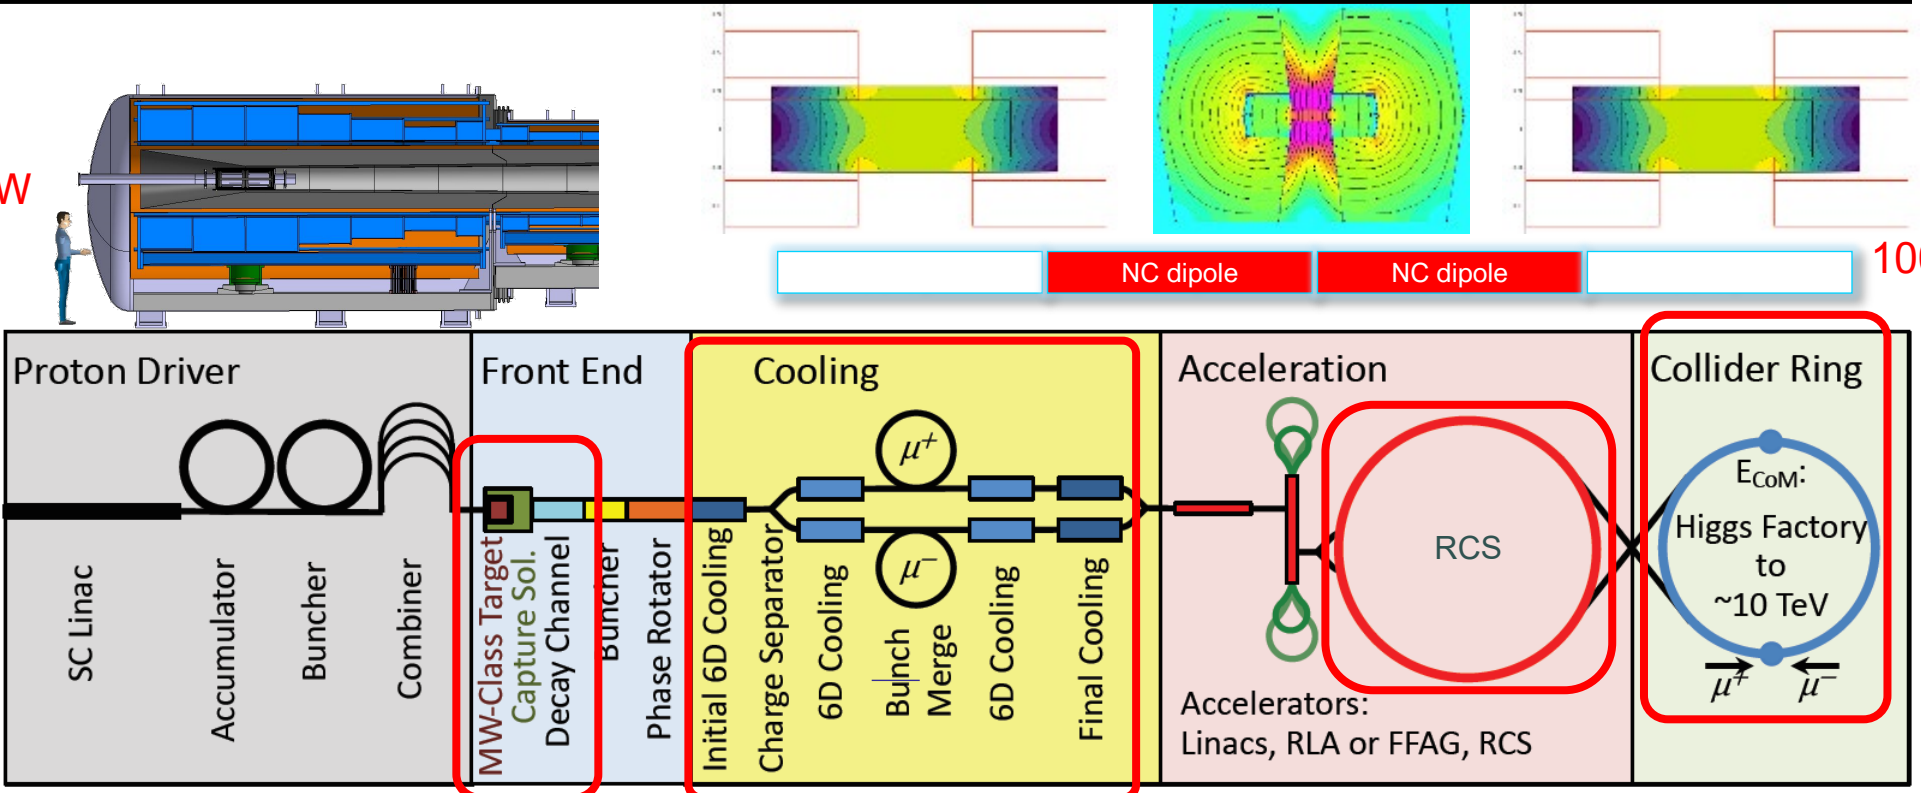 W
NC dipole
NC dipole
100
Proton Driver
Front End
Cooling
Acceleration
Collider Ring
μ+
μ−
RCS
ECoM:
Higgs Factory
to
~10 TeV
μ+
μ−
SC Linac
Accumulator
Buncher
Combiner
MW-Class Target
Capture Sol.
Decay Channel
Buncher
Phase Rotator
Initial 6D Cooling
Charge Separator
6D Cooling
Bunch
Merge
6D Cooling
Final Cooling
Accelerators:
Linacs, RLA or FFAG, RCS